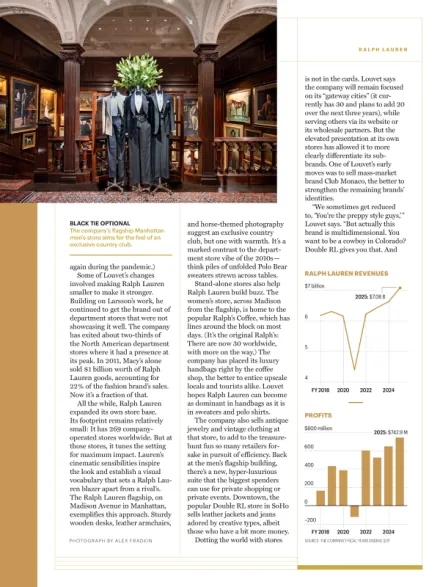 RALPH LAUREN
BLACK TIE OPTIONAL
The company's flagship Manhattan
men's store aims for the feel of an
exclusive country club.
again during the pandemic.)
Some of Louvet's changes
involved making Ralph Lauren
smaller to make it stronger.
Building on Larsson's work, he
continued to get the brand out of
department stores that were not
showcasing it well. The company
has exited about two-thirds of
the North American department
stores where it had a presence at
its peak. In 2011, Macy's alone
sold $1 billion worth of Ralph
Lauren goods, accounting for
22% of the fashion brand's sales.
Now it's a fraction of that.
All the while, Ralph Lauren
expanded its own store base.
Its footprint remains relatively
small: It has 269 company-
operated stores worldwide. But at
those stores, it tunes the setting
for maximum impact. Lauren's
cinematic sensibilities inspire
the look and establish a visual
vocabulary that sets a Ralph Lau-
ren blazer apart from a rival's.
The Ralph Lauren flagship, on
Madison Avenue in Manhattan,
exemplifies this approach. Sturdy
wooden desks, leather armchairs,
PHOTOGRAPH BY ALEX FRADKIN
and horse-themed photography
suggest an exclusive country
club, but one with warmth. It's a
marked contrast to the depart-
ment store vibe of the 2010s—
think piles of unfolded Polo Bear
sweaters strewn across tables.
Stand-alone stores also help
Ralph Lauren build buzz. The
women's store, across Madison
from the flagship, is home to the
popular Ralph's Coffee, which has
lines around the block on most
days. (It's the original Ralph's:
There are now 30 worldwide,
with more on the way.) The
company has placed its luxury
handbags right by the coffee
shop, the better to entice upscale
locals and tourists alike. Louvet
hopes Ralph Lauren can become
as dominant in handbags as it is
in sweaters and polo shirts.
The company also sells antique
jewelry and vintage clothing at
that store, to add to the treasure-
hunt fun so many retailers for-
sake in pursuit of efficiency. Back
at the men's flagship building,
there's a new, hyper-luxurious
suite that the biggest spenders
can use for private shopping or
private events. Downtown, the
popular Double RL store in SoHo
sells leather jackets and jeans
adored by creative types, albeit
those who have a bit more money.
Dotting the world with stores
is not in the cards. Louvet says
the company will remain focused
on its "gateway cities" (it cur-
rently has 30 and plans to add 20
over the next three years), while
serving others via its website or
its wholesale partners. But the
elevated presentation at its own
stores has allowed it to more
clearly differentiate its sub-
brands. One of Louvet's early
moves was to sell mass-market
brand Club Monaco, the better to
strengthen the remaining brands'
identities.
"We sometimes get reduced
to, 'You're the preppy style guys,'"
Louvet says. "But actually this
brand is multidimensional. You
want to be a cowboy in Colorado?
Double RL gives you that. And
RALPH LAUREN REVENUES
$7 billion
2025: $7.08 B
6
5
4
FY 2018 2020 2022 2024
PROFITS
$800 million
2025: $742.9 M
600
400
200
0
-200
FY 2018 2020 2022 2024